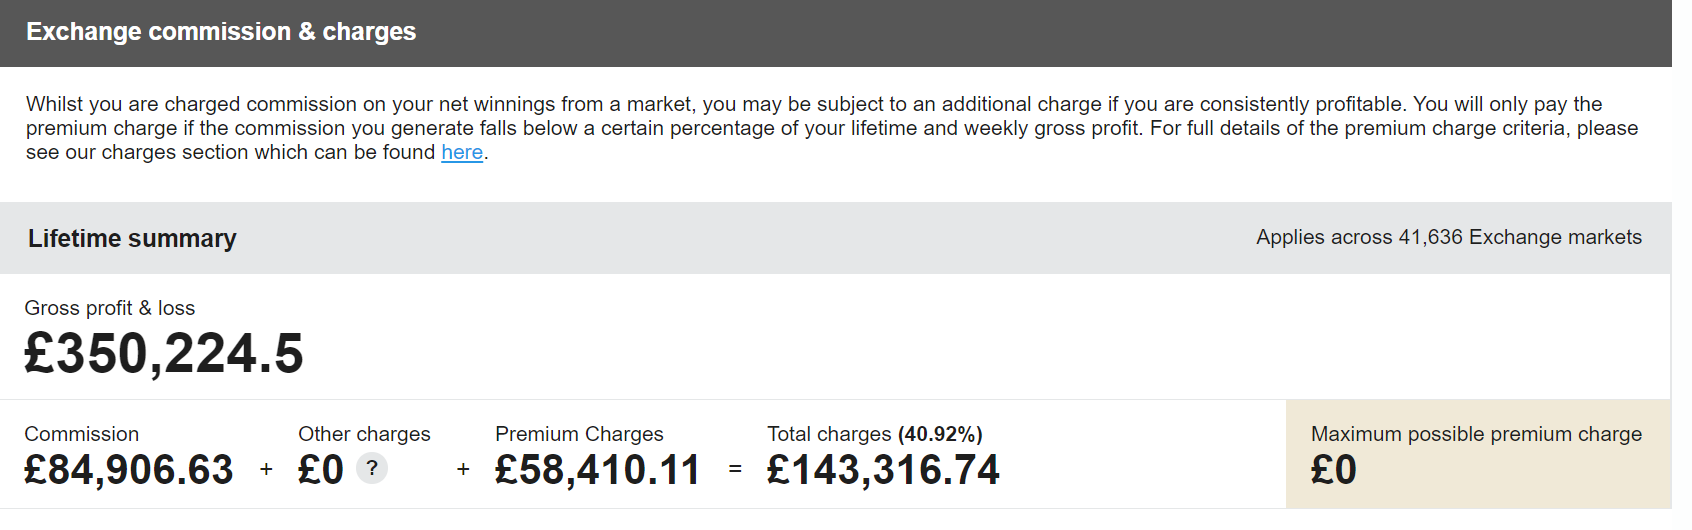 Exchange commission & charges
Whilst you are charged commission on your net winnings from a market, you may be subject to an additional charge if you are consistently profitable. You will only pay the
premium charge if the commission you generate falls below a certain percentage of your lifetime and weekly gross profit. For full details of the premium charge criteria, please
see our charges section which can be found here.
Lifetime summary
Applies across 41,636 Exchange markets
Gross profit & loss
£350,224.5
Commission Other charges Premium Charges Total charges (40.92%) Maximum possible premium charge
£84,906.63 + £0 ? + £58,410.11 = £143,316.74 £0